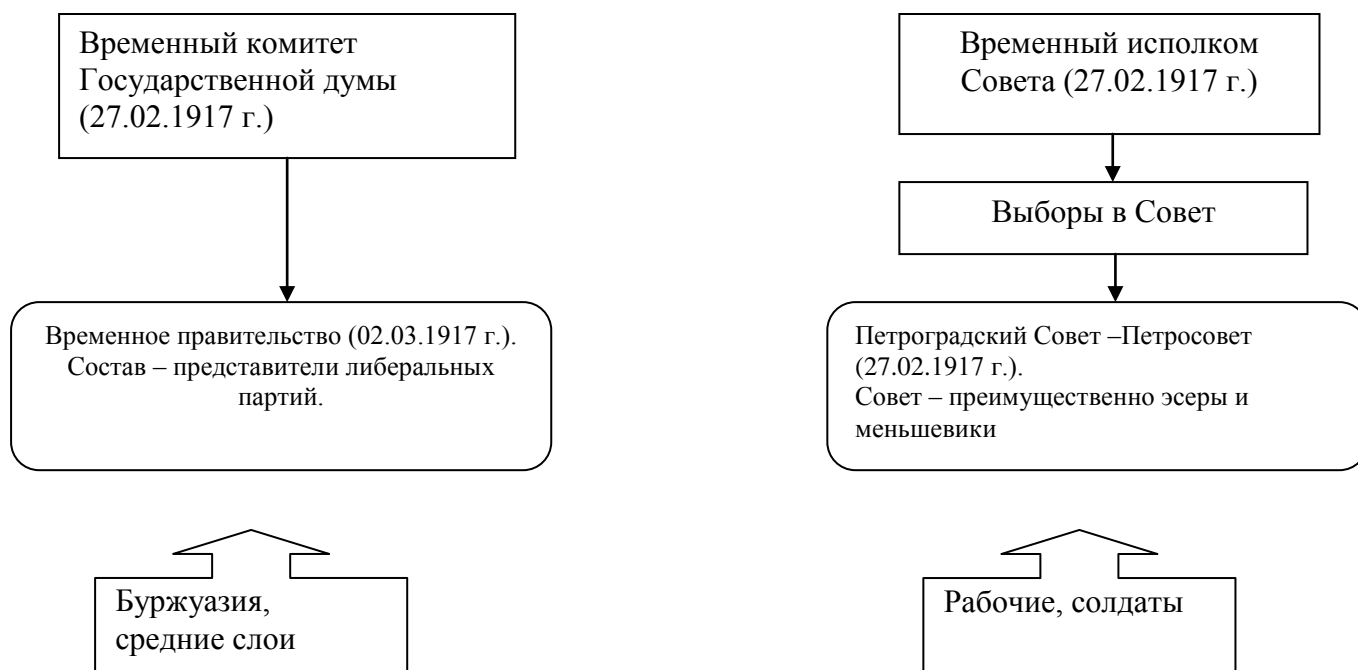 Временный комитет
Государственной думы
(27.02.1917 г.)
Временный исполком
Совета (27.02.1917 г.)
Выборы в Совет
Временное правительство (02.03.1917 г.).
Состав – представители либеральных
партий.
Петроградский Совет –Петросовет
(27.02.1917 г.).
Совет – преимущественно эсеры и
меньшевики
Буржуазия,
средние слои
Рабочие, солдаты